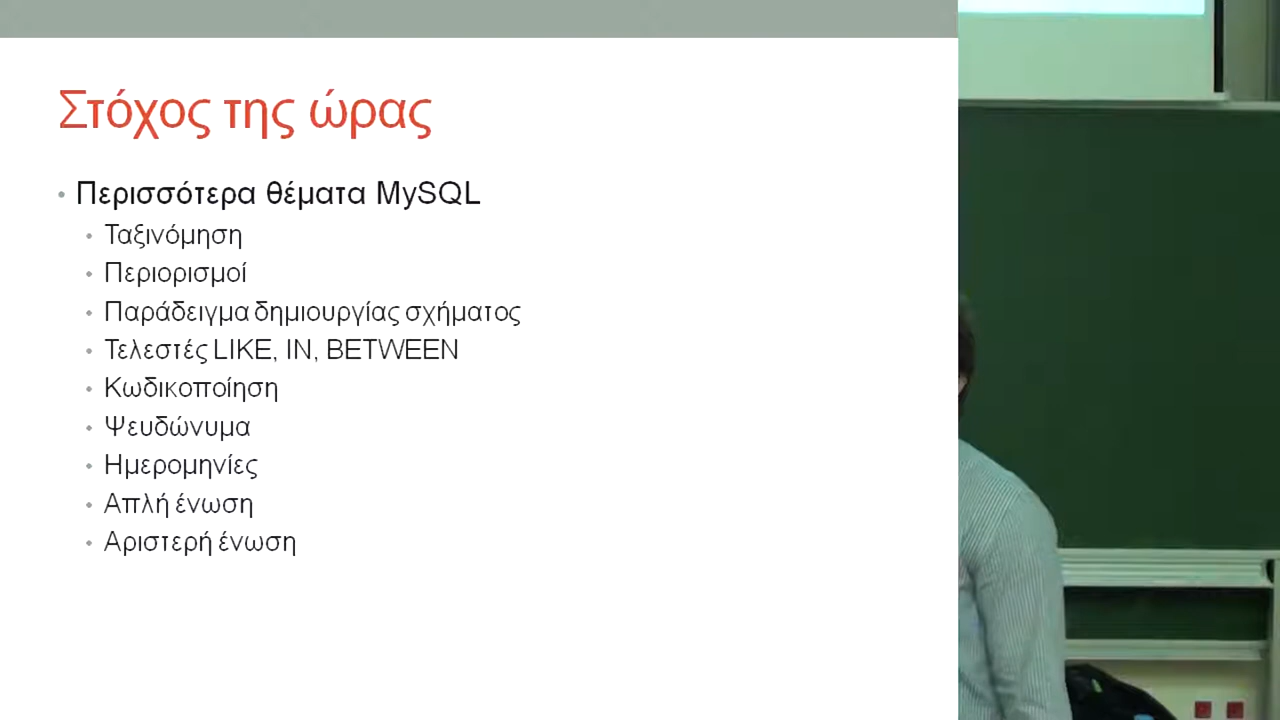 Στόχος της ώρας
• Περισσότερα θέματα MySQL
• Ταξινόμηση
• Περιορισμοί
• Παράδειγμα δημιουργίας σχήματος
• Τελεστές LIKE, IN, BETWEEN
• Κωδικοποίηση
• Ψευδώνυμα
• Ημερομηνίες
• Απλή ένωση
• Αριστερή ένωση